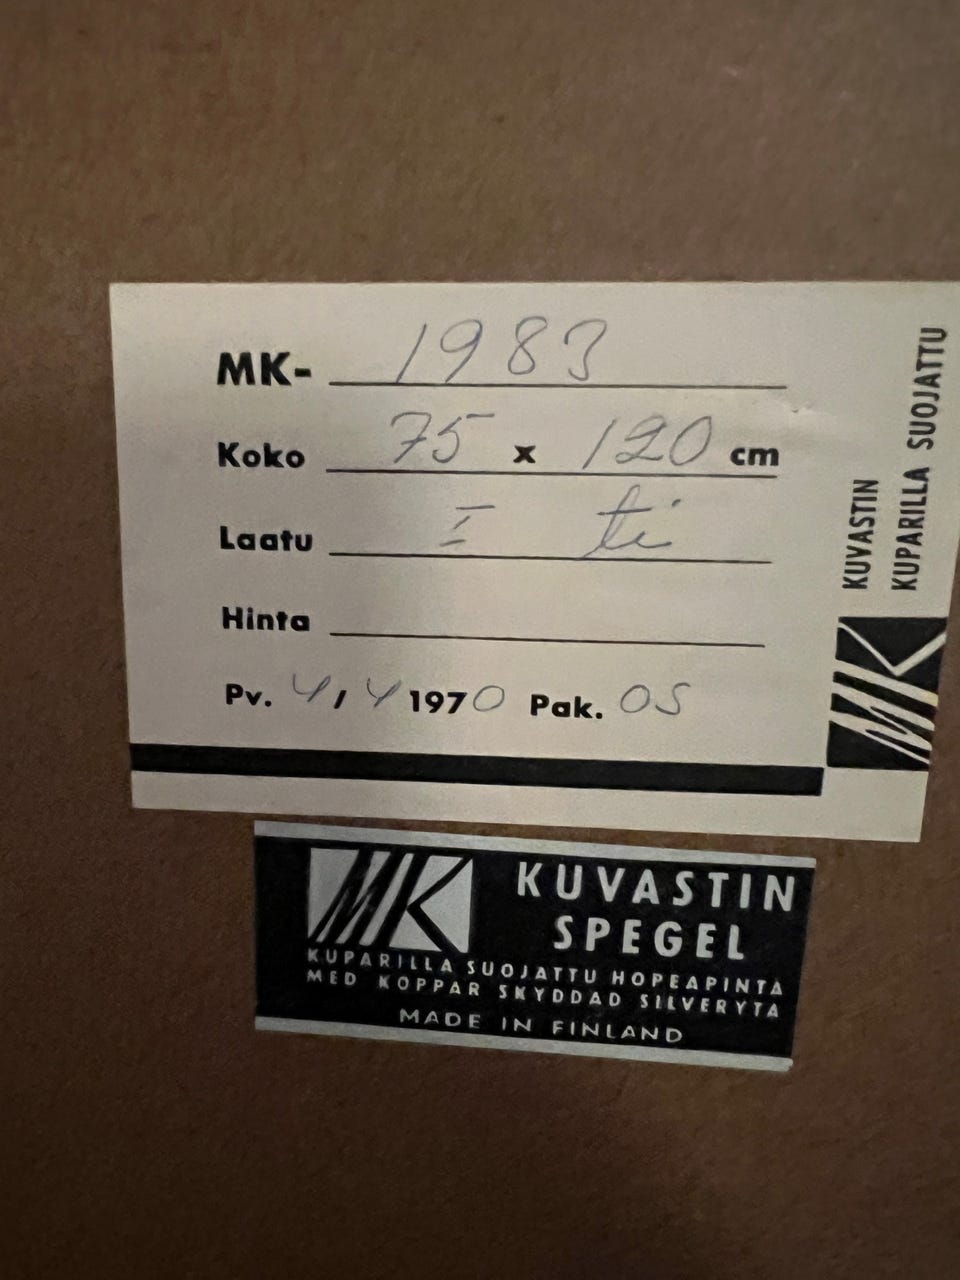 MK- 1983
Koko 75 x 120 cm
Laatu I ti
Hinta
Pv. 4/4 1970 Pak. OS
KUVASTIN
KUPARILLA SUOJATTU
MK
MK
KUVASTIN
SPEGEL
KUPARILLA SUOJATTU HOPEAPINTA
MED KOPPAR SKYDDAD SILVERYTA
MADE IN FINLAND